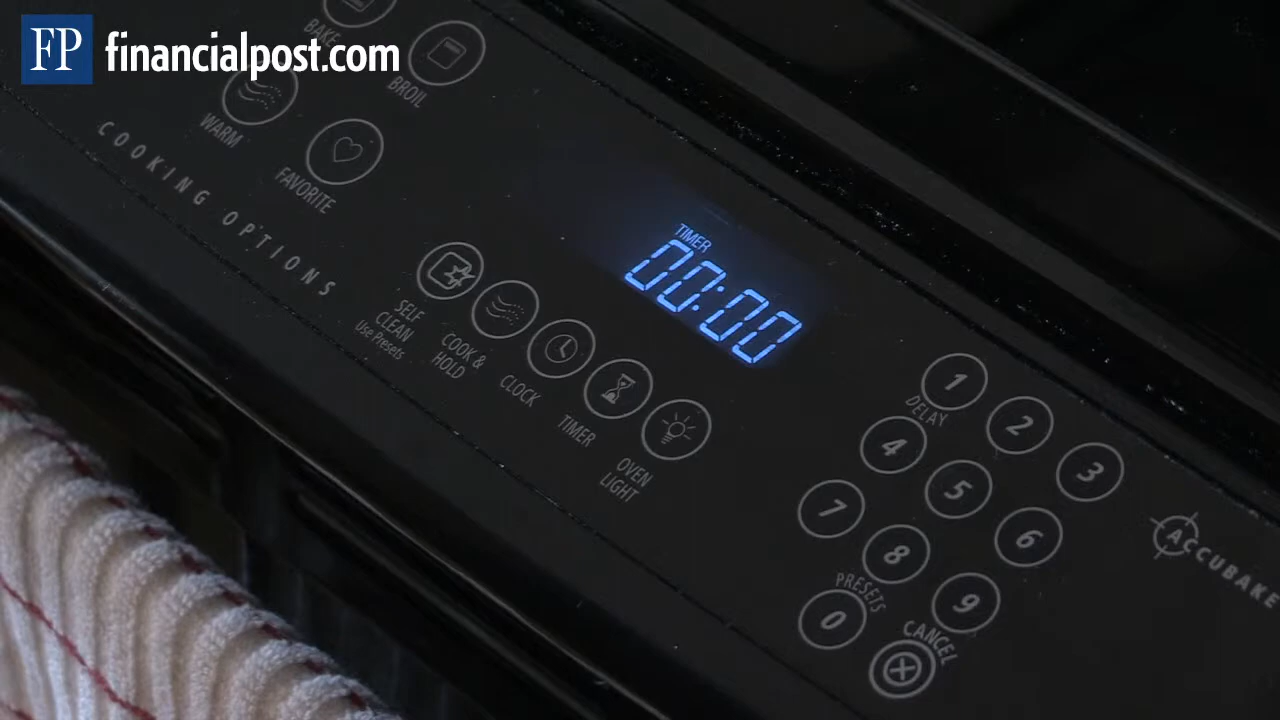 FP financialpost.com
BAKE
BROIL
WARM
FAVORITE
COOKING OPTIONS
TIMER
00:00
SELF
CLEAN
Use Presets
COOK &
HOLD
CLOCK
TIMER
OVEN
LIGHT
1
DELAY
2
3
4
5
6
7
8
PRESETS
9
0
CANCEL
ACCUBAKE